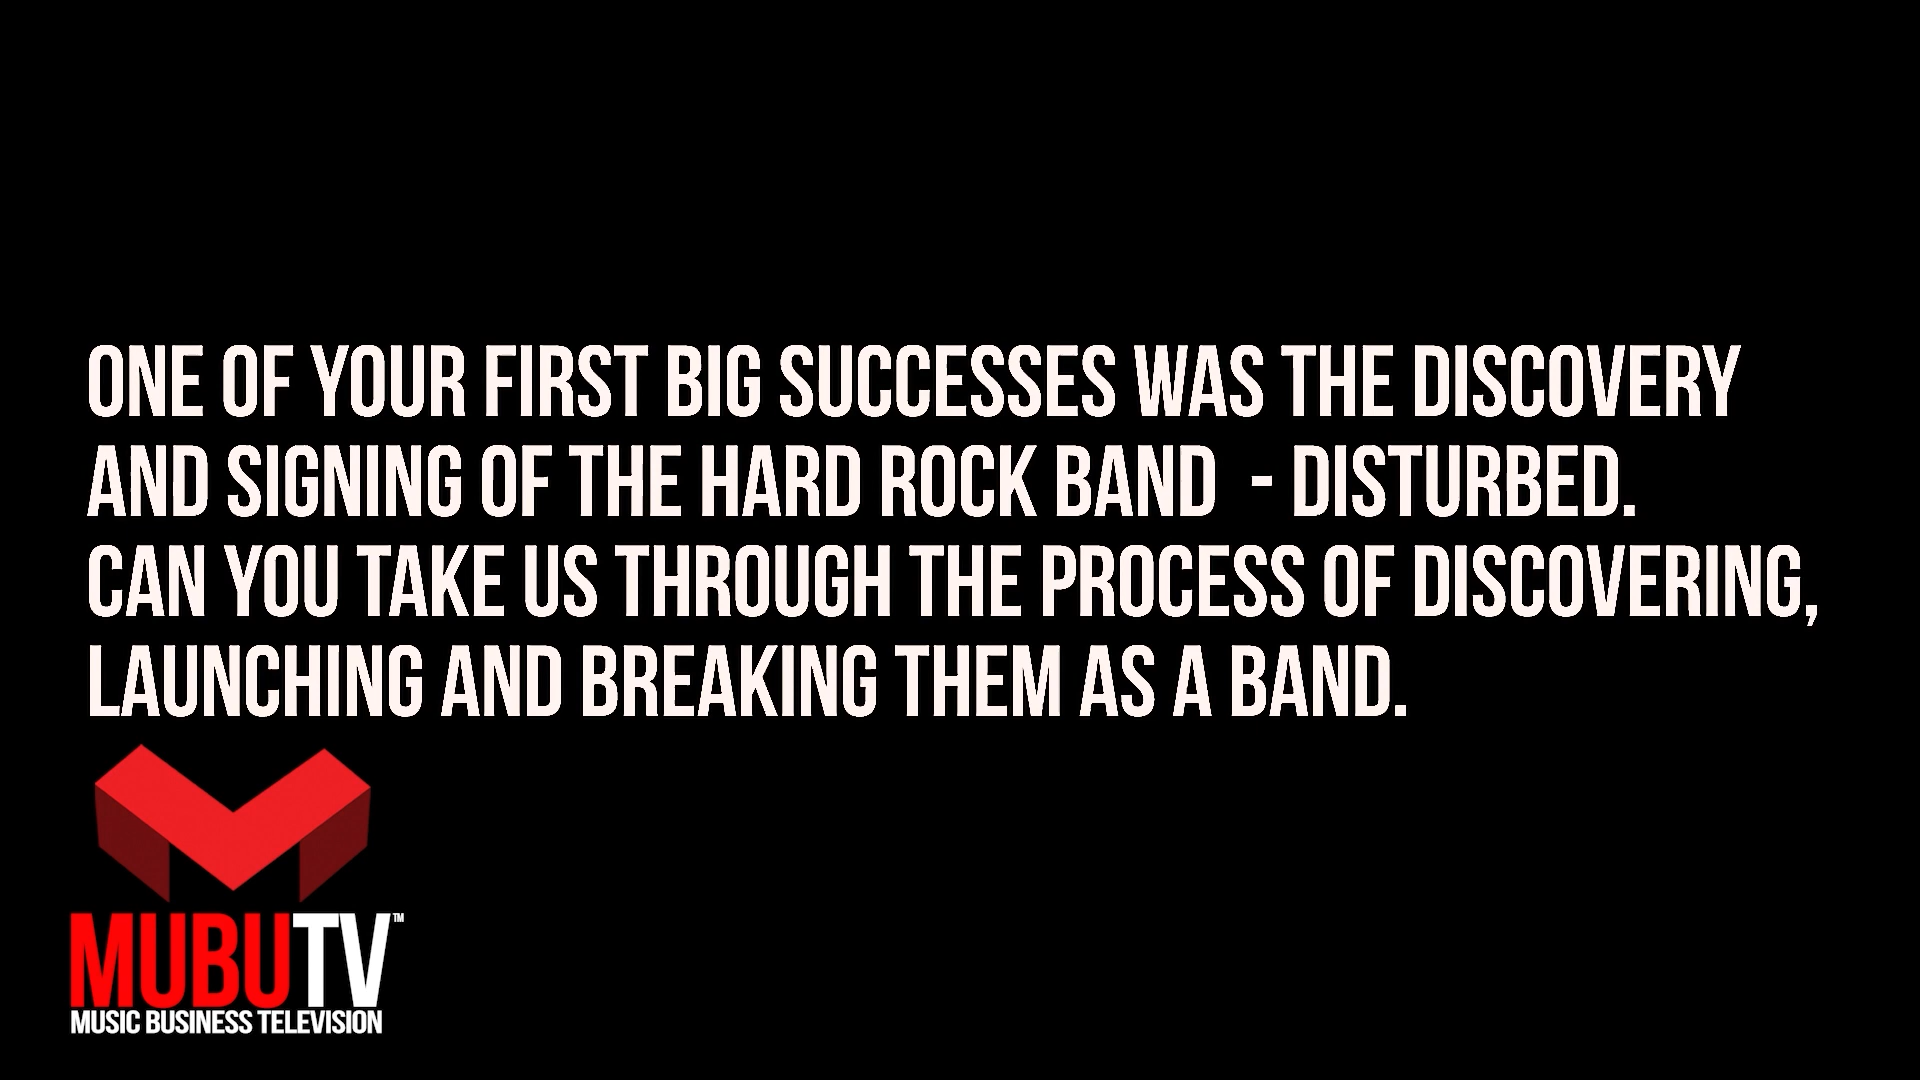 ONE OF YOUR FIRST BIG SUCCESSES WAS THE DISCOVERY
AND SIGNING OF THE HARD ROCK BAND  - DISTURBED.
CAN YOU TAKE US THROUGH THE PROCESS OF DISCOVERING,
LAUNCHING AND BREAKING THEM AS A BAND.
MUBUTV™
MUSIC BUSINESS TELEVISION